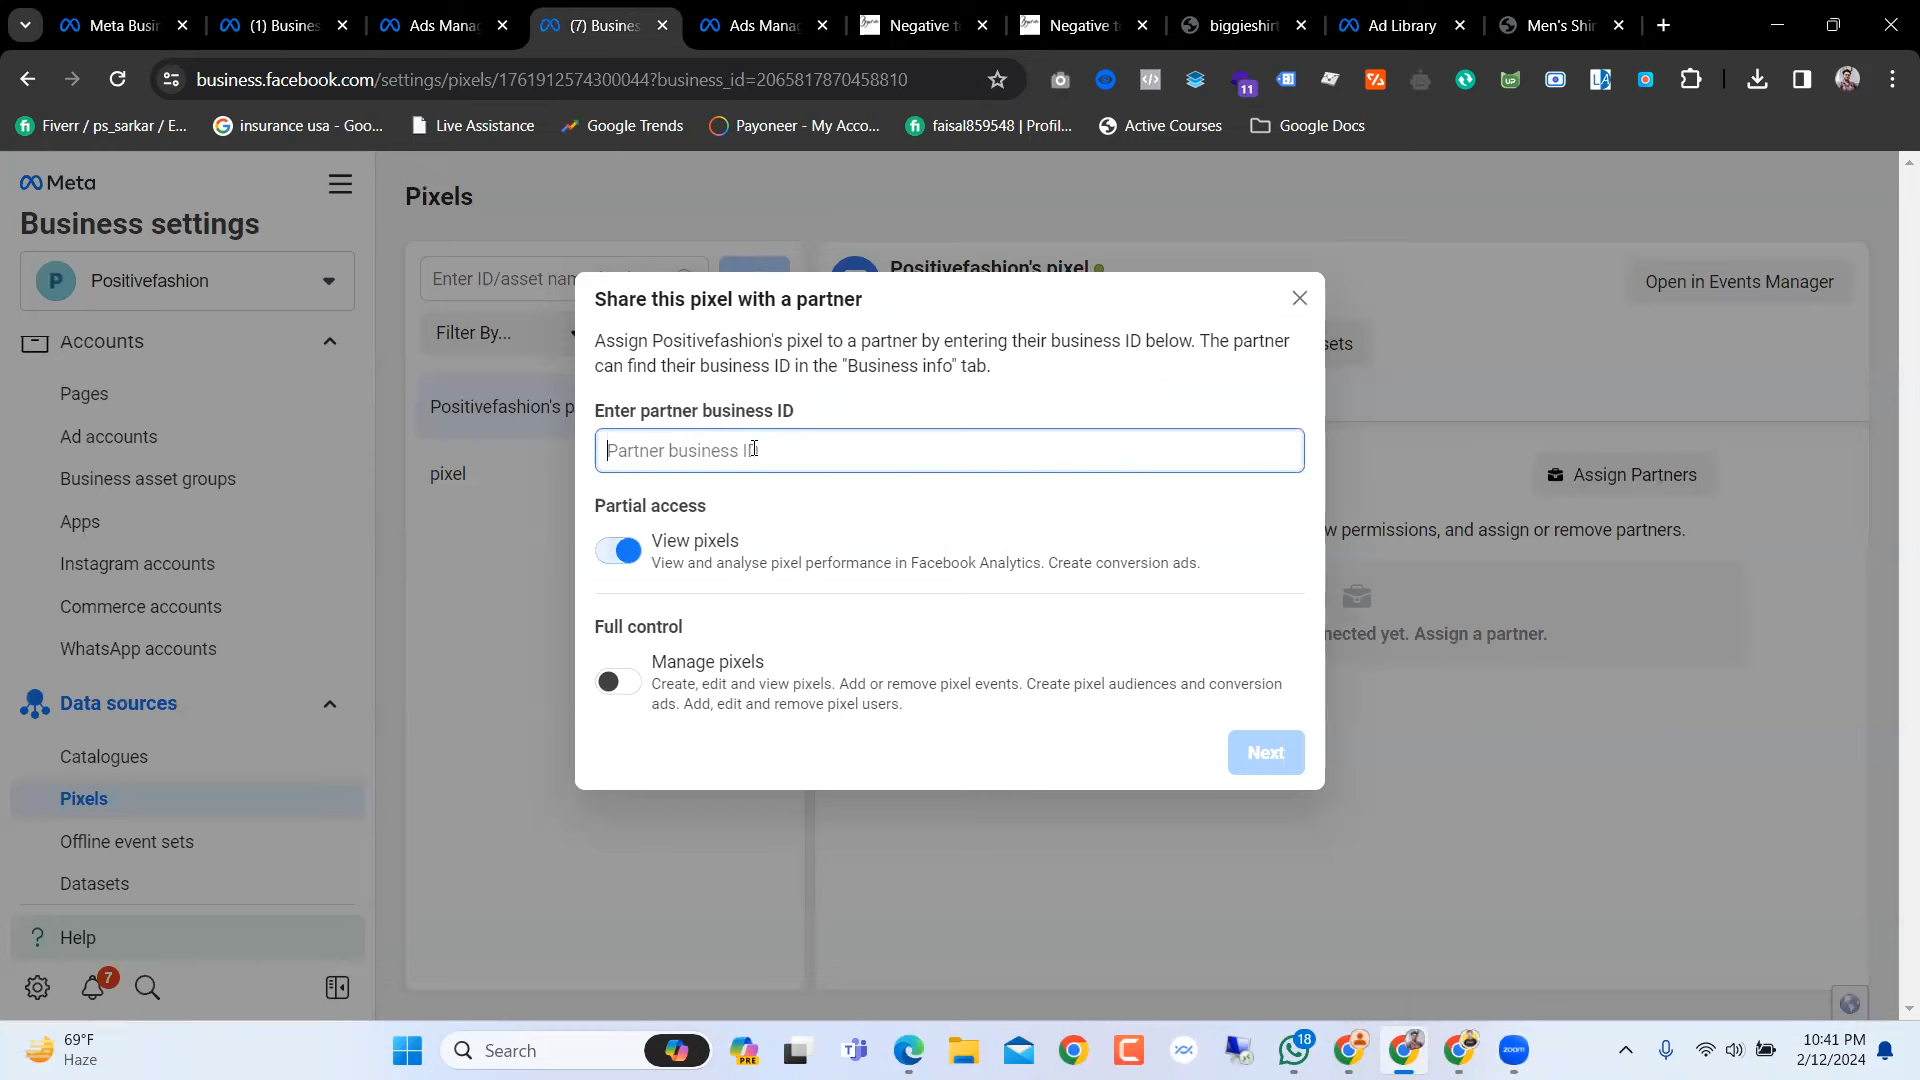 Meta Busin
(1) Busines
Ads Manag
(7) Busines
Ads Manag
Negative t
Negative t
biggieshirt
Ad Library
Men's Shir
business.facebook.com/settings/pixels/1761912574300044?business_id=2065817870458810
11
Fiverr / ps_sarkar / E...
insurance usa - Goo...
Live Assistance
Google Trends
Payoneer - My Acco...
faisal859548 | Profil...
Active Courses
Google Docs
Meta
Business settings
P
Positivefashion
Accounts
Pages
Ad accounts
Business asset groups
Apps
Instagram accounts
Commerce accounts
WhatsApp accounts
Data sources
Catalogues
Pixels
Offline event sets
Datasets
? Help
7
Pixels
Enter ID/asset nam
Filter By...
Positivefashion's p
pixel
Positivefashion's pixel
Open in Events Manager
sets
Assign Partners
w permissions, and assign or remove partners.
nected yet. Assign a partner.
Share this pixel with a partner
Assign Positivefashion's pixel to a partner by entering their business ID below. The partner
can find their business ID in the "Business info" tab.
Enter partner business ID
Partner business ID
Partial access
View pixels
View and analyse pixel performance in Facebook Analytics. Create conversion ads.
Full control
Manage pixels
Create, edit and view pixels. Add or remove pixel events. Create pixel audiences and conversion
ads. Add, edit and remove pixel users.
Next
69°F
Haze
Search
PRE
18
zoom
10:41 PM
2/12/2024